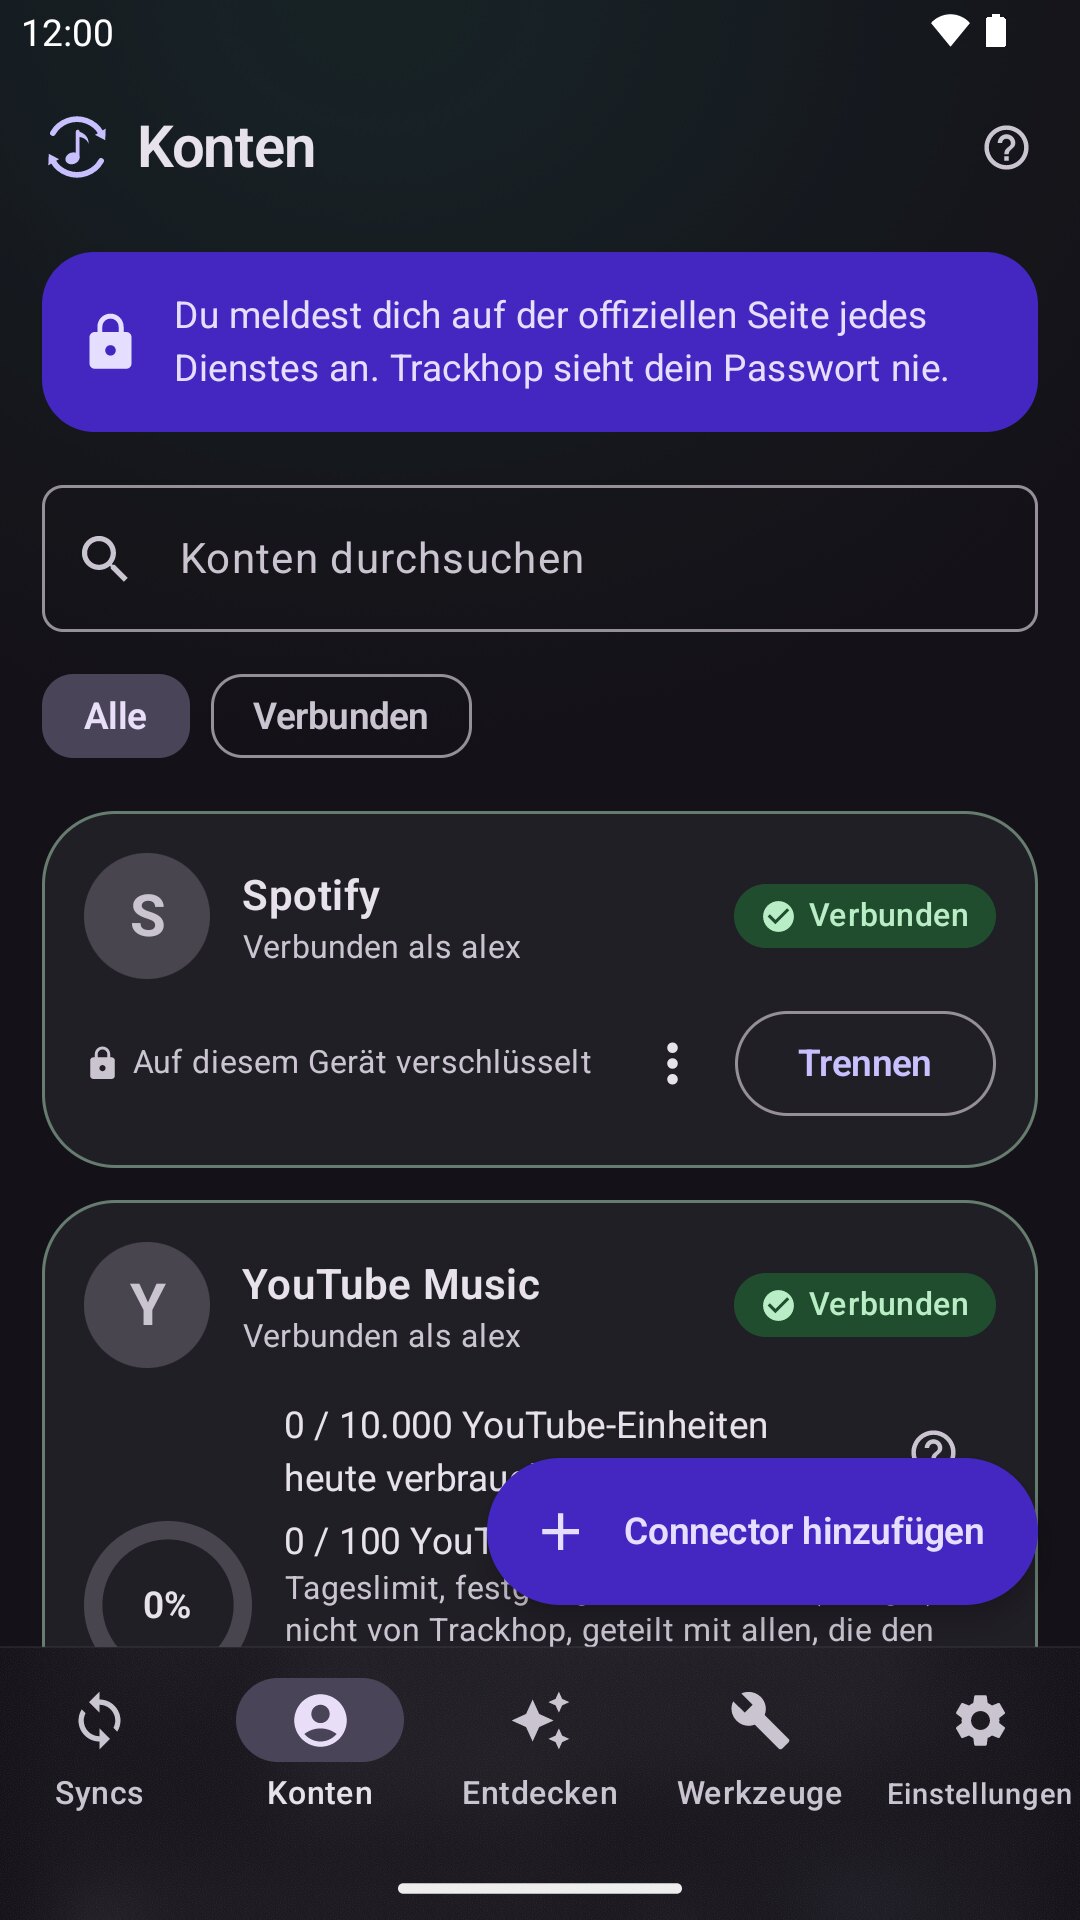 12:00
Konten
Du meldest dich auf der offiziellen Seite jedes
Dienstes an. Trackhop sieht dein Passwort nie.
Konten durchsuchen
Alle
Verbunden
S
Spotify
Verbunden als alex
Verbunden
Auf diesem Gerät verschlüsselt
Trennen
Y
YouTube Music
Verbunden als alex
Verbunden
0 / 10.000 YouTube-Einheiten
heute
0 / 100
Tageslimit,
nicht von Trackhop, geteilt mit allen, die den
0%
Connector hinzufügen
Syncs
Konten
Entdecken
Werkzeuge
Einstellungen